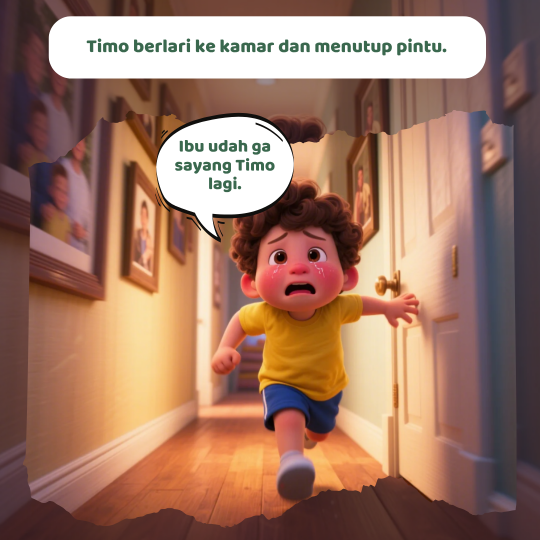 Timo berlari ke kamar dan menutup pintu.
Ibu udah ga
sayang Timo
lagi.